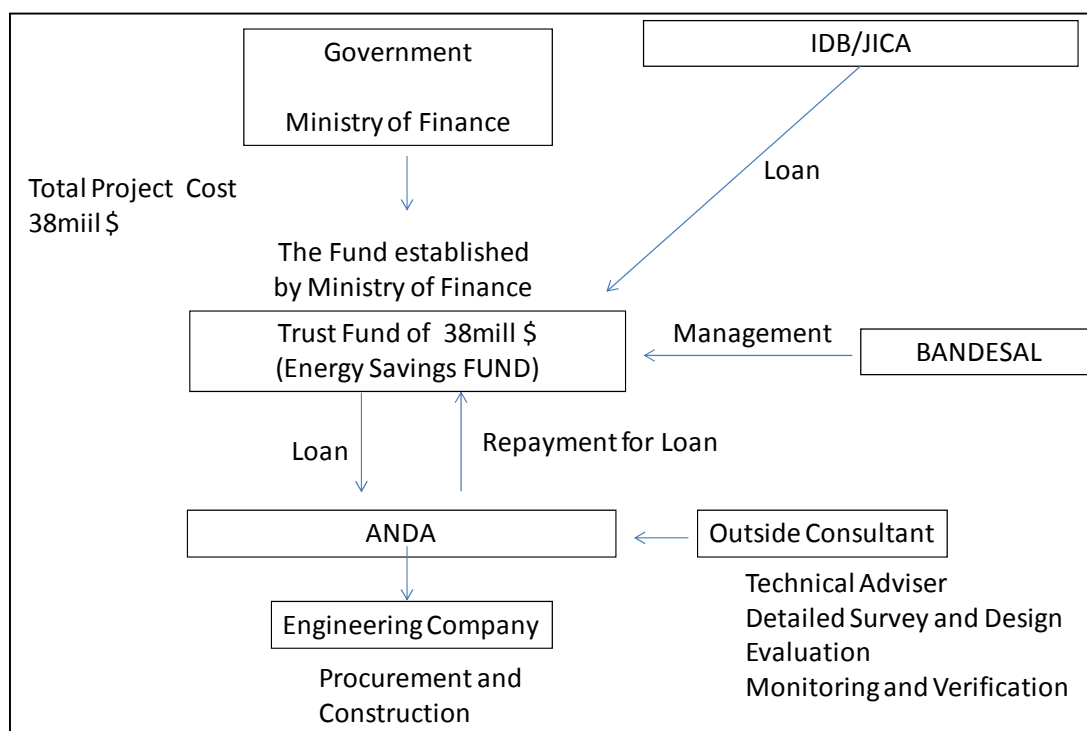 Government
Ministry of Finance
IDB/JICA
Loan
Total Project Cost
38miil $
The Fund established
by Ministry of Finance
Trust Fund of 38mill $
(Energy Savings FUND)
Management
BANDESAL
Loan
Repayment for Loan
ANDA
Outside Consultant
Technical Adviser
Detailed Survey and Design
Evaluation
Monitoring and Verification
Engineering Company
Procurement and
Construction